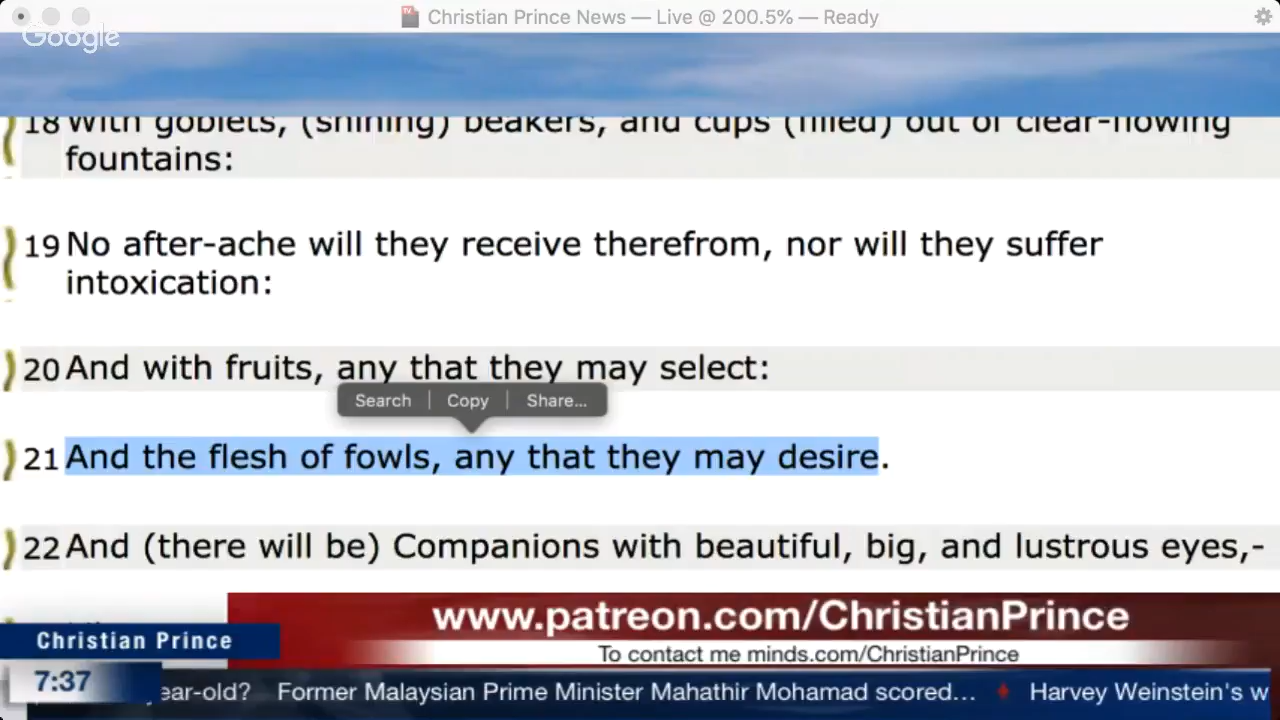 Christian Prince News — Live @ 200.5% — Ready
Google
18 With goblets, (shining) beakers, and cups (filled) out of clear-flowing
fountains:
19 No after-ache will they receive therefrom, nor will they suffer
intoxication:
20 And with fruits, any that they may select:
Search Copy Share...
21 And the flesh of fowls, any that they may desire.
22 And (there will be) Companions with beautiful, big, and lustrous eyes,-
www.patreon.com/ChristianPrince
Christian Prince
To contact me minds.com/ChristianPrince
7:37
ear-old? Former Malaysian Prime Minister Mahathir Mohamad scored... Harvey Weinstein's w